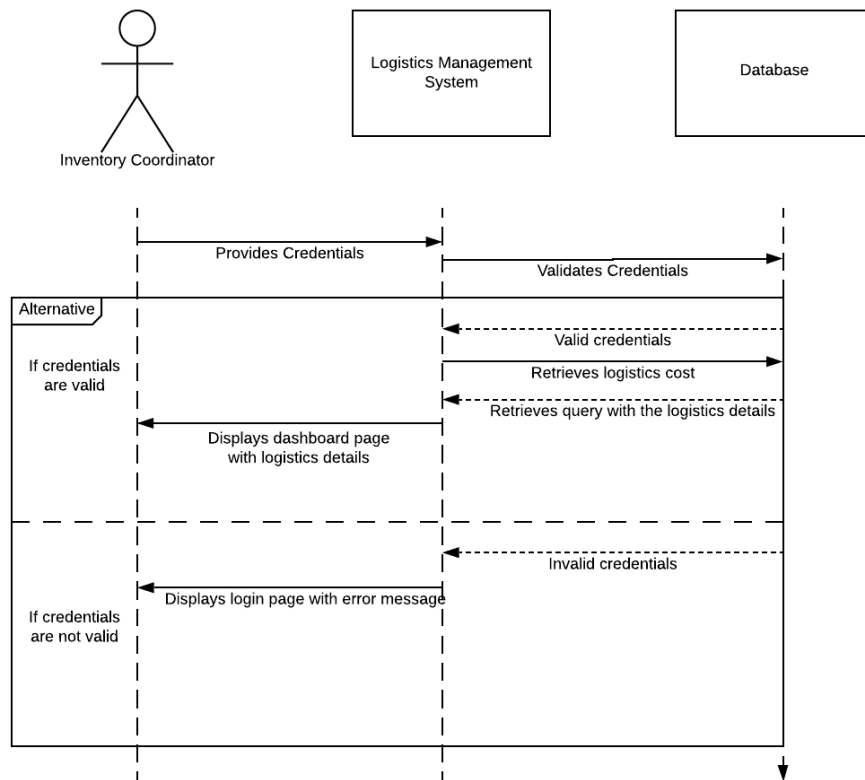 Logistics Management
System
Database
Inventory Coordinator
Provides Credentials
Validates Credentials
Alternative
Valid credentials
If credentials
are valid
Retrieves logistics cost
Retrieves query with the logistics details
Displays dashboard page
with logistics details
Invalid credentials
Displays login page with error message
If credentials
are not valid